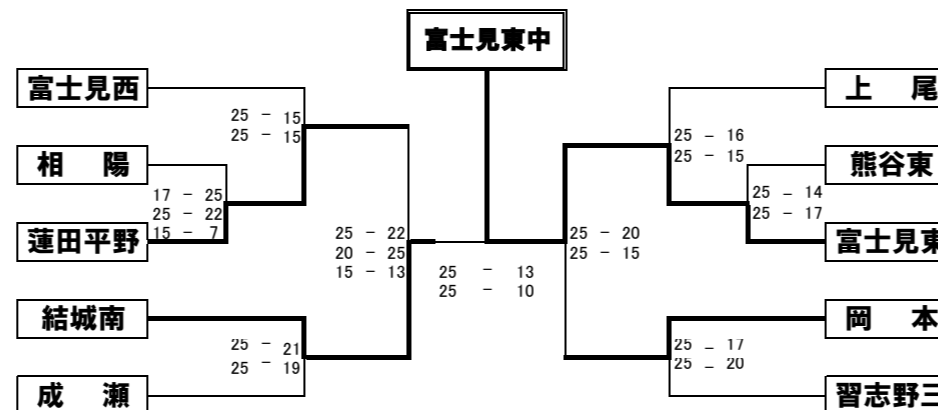 富士見東中
富士見西
25 - 15
25 - 15
相 陽
17 - 25
25 - 22
15 - 7
蓮田平野
25 - 22
20 - 25
15 - 13
結城南
25 - 21
25 - 19
成 瀬
25 - 13
25 - 10
上 尾
25 - 16
25 - 15
熊谷東
25 - 14
25 - 17
富士見東
25 - 20
25 - 15
岡 本
25 - 17
25 - 20
習志野三